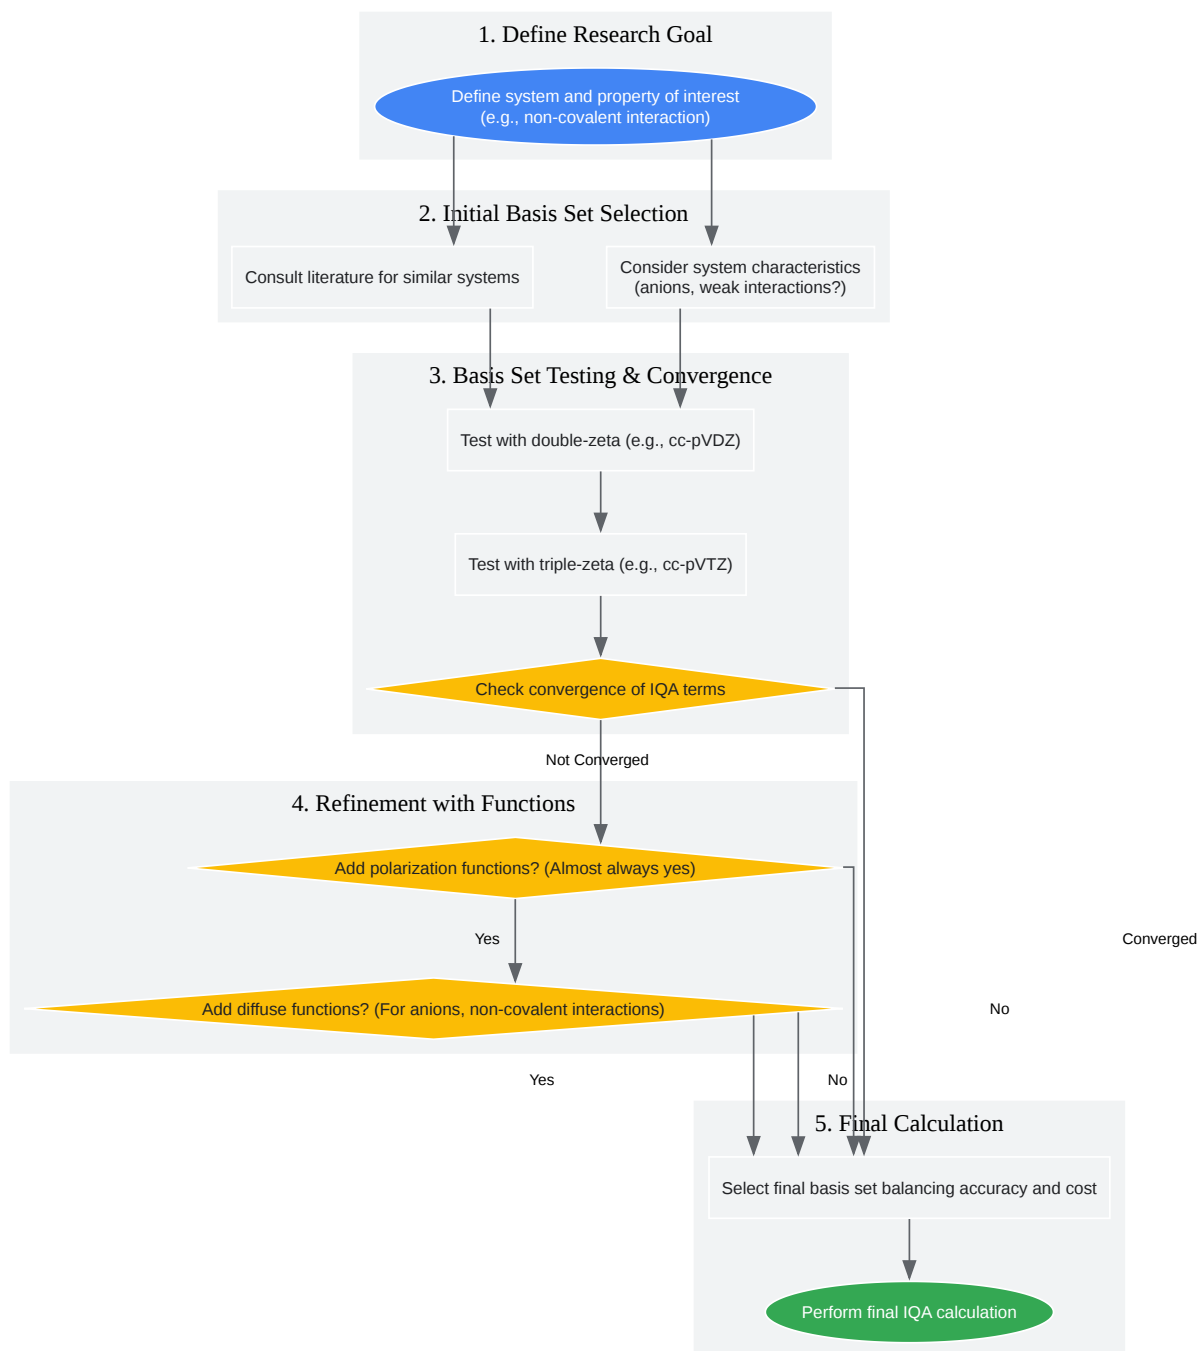 1. Define Research Goal
Define system and property of interest
(e.g., non-covalent interaction)
2. Initial Basis Set Selection
Consult literature for similar systems
Consider system characteristics
(anions, weak interactions?)
3. Basis Set Testing & Convergence
Test with double-zeta (e.g., cc-pVDZ)
Test with triple-zeta (e.g., cc-pVTZ)
Check convergence of IQA terms
Not Converged
4. Refinement with Functions
Add polarization functions? (Almost always yes)
Yes
Converged
Add diffuse functions? (For anions, non-covalent interactions)
No
Yes
No
5. Final Calculation
Select final basis set balancing accuracy and cost
Perform final IQA calculation